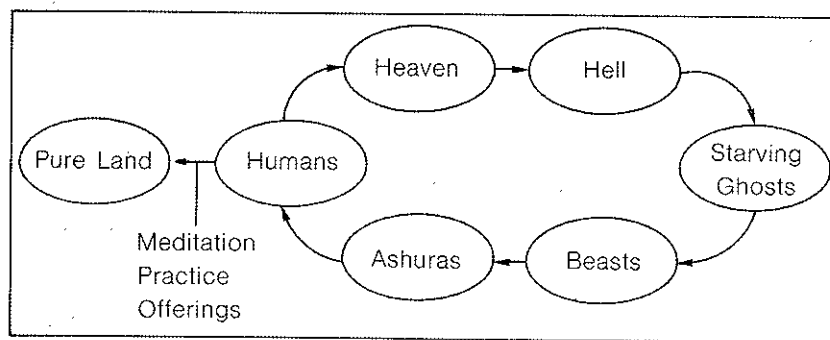 Heaven
Hell
Pure Land
Humans
Starving
Ghosts
Meditation
Practice
Offerings
Ashuras
Beasts